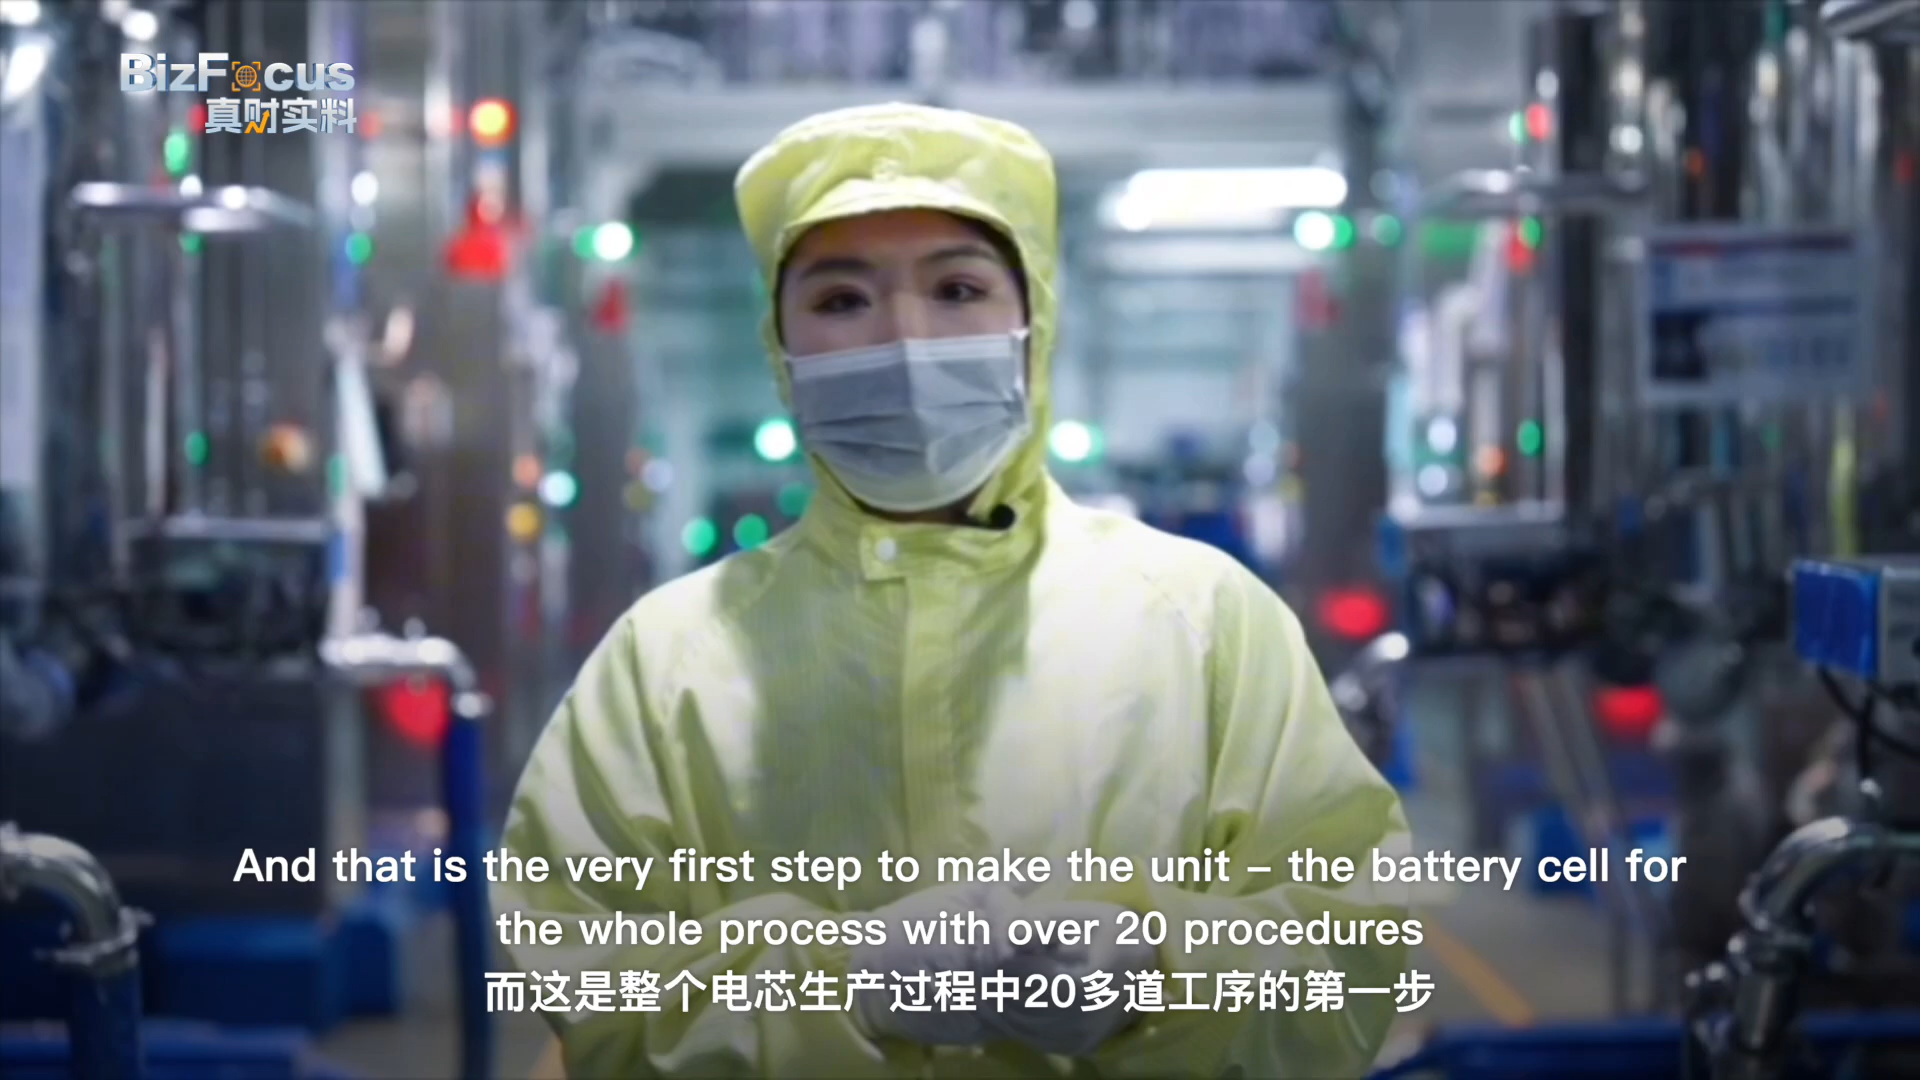 BizFocus
真财实料
And that is the very first step to make the unit – the battery cell for
the whole process with over 20 procedures
而这是整个电芯生产过程中20多道工序的第一步